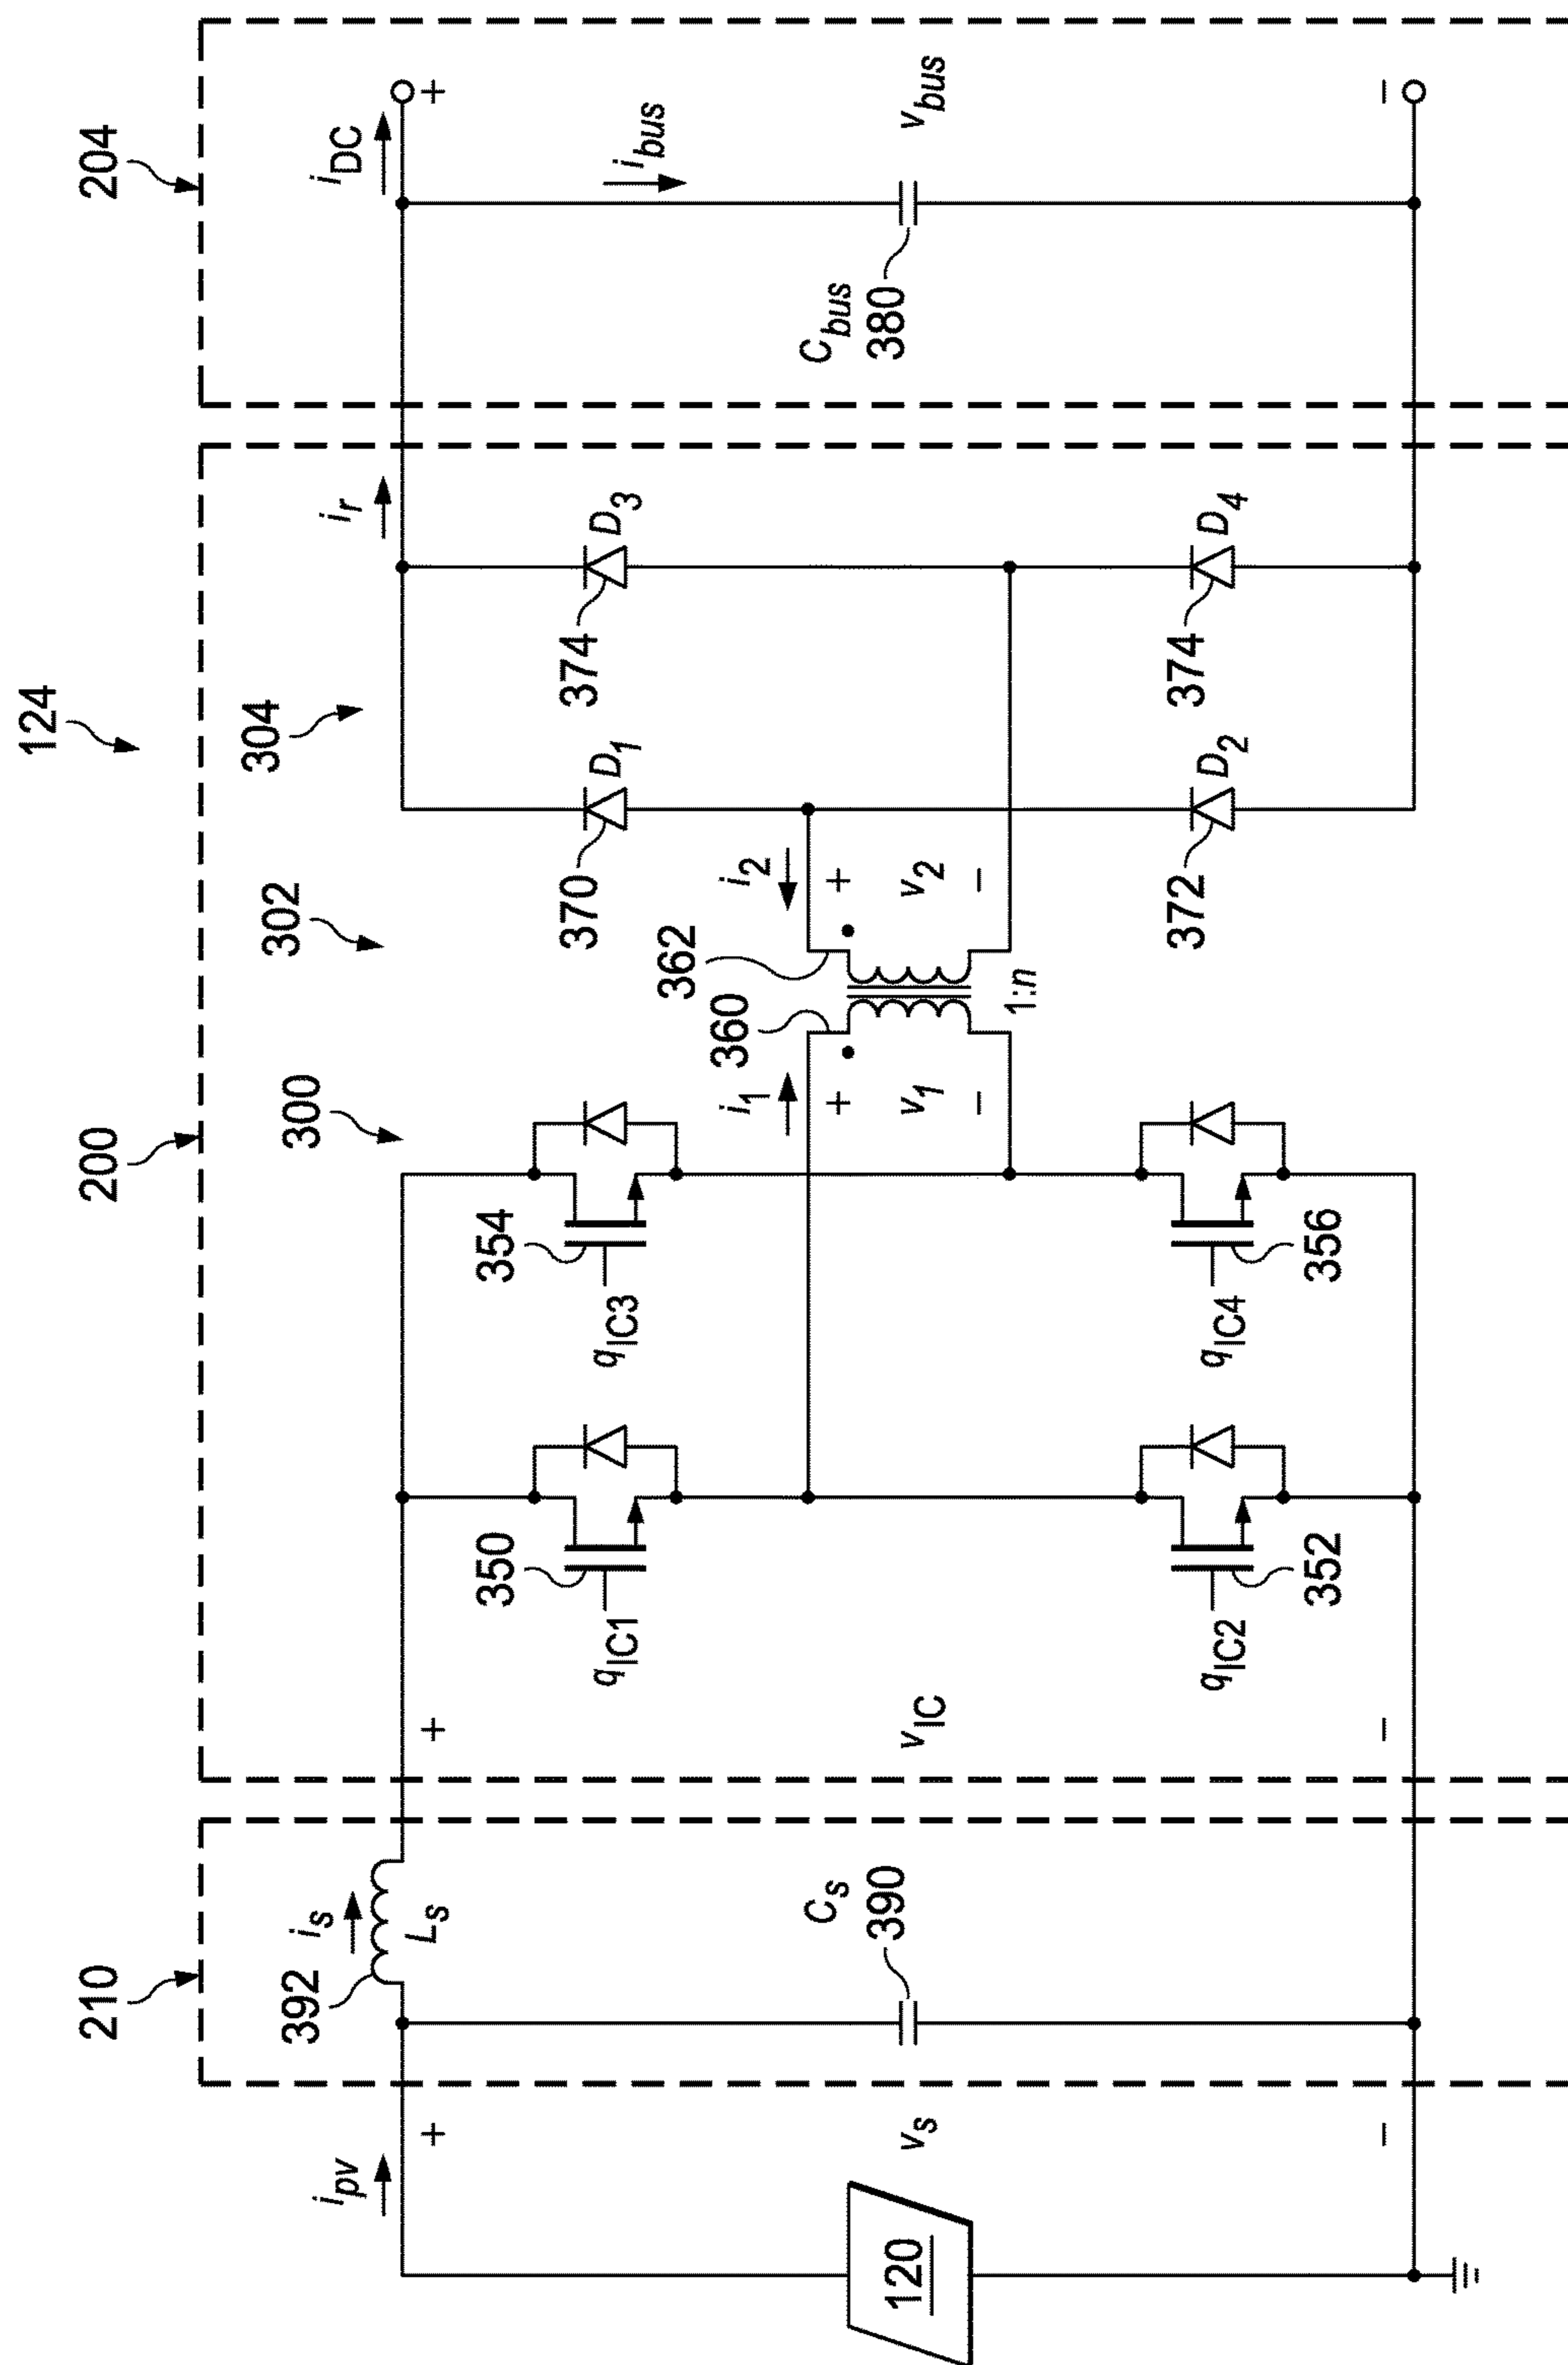 124
210
200
204
392
i_s
L_s
300
302
304
i_r
i_DC
i_pv
+
+
+
354
q_IC3
350
q_IC1
370
D_1
374
D_3
i_bus
i_1
360
362
i_2
+
+
C_s
390
v_s
120
v_IC
v_1
v_2
C_bus
380
v_bus
−
−
1:n
q_IC2
352
q_IC4
356
372
D_2
374
D_4
−
−
−